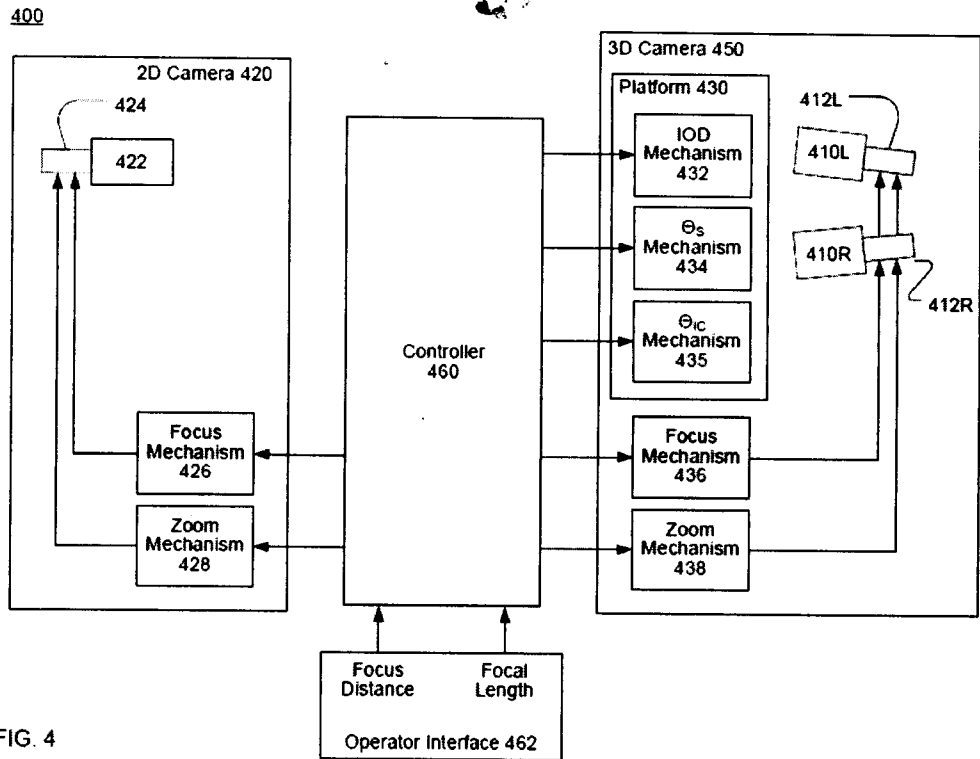 400
2D Camera 420
424
422
Focus
Mechanism
426
Zoom
Mechanism
428
Controller
460
Focus
Distance
Focal
Length
Operator Interface 462
3D Camera 450
Platform 430
IOD
Mechanism
432
ΘS
Mechanism
434
ΘIC
Mechanism
435
Focus
Mechanism
436
Zoom
Mechanism
438
412L
410L
410R
412R
FIG. 4